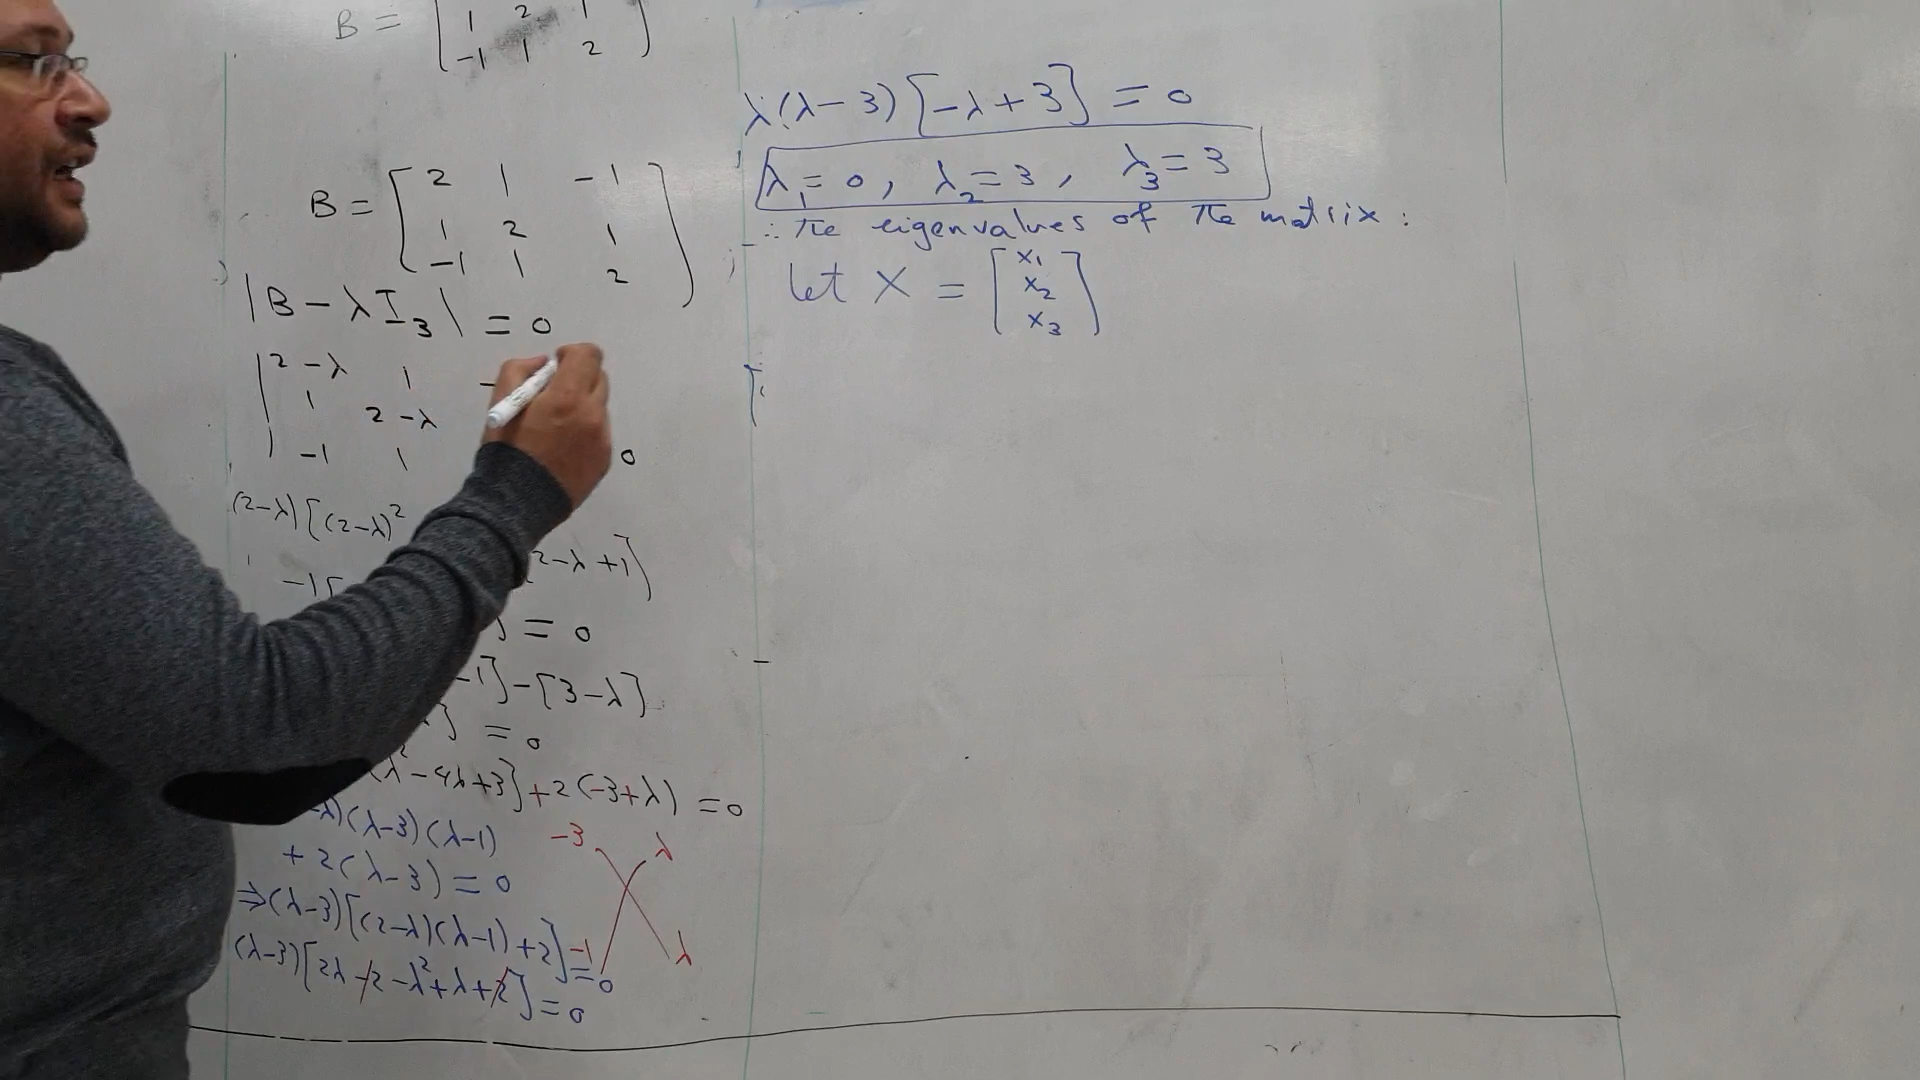 B = [ 1 2 1
-1 1 2 ]
B = [ 2 1 -1
1 2 1
-1 1 2 ]
|B - λI₃| = 0
| 2-λ 1 -
1 2-λ
-1 1 0
(2-λ)[(2-λ)²
-1[ 2-λ+1]
] = 0
-1] - [3-λ]
] = 0
λ²-4λ+3] + 2(-3+λ) = 0
-λ)(λ-3)(λ-1)
+ 2(λ-3) = 0
⇒(λ-3)[(2-λ)(λ-1)+2] = 0
(λ-3)[2λ-2-λ²+λ+2] = 0
-3 λ
-1 λ
λ(λ-3)[-λ+3] = 0
λ₁ = 0, λ₂ = 3, λ₃ = 3
∴ The eigenvalues of The matrix:
let X = [ x₁
x₂
x₃ ]